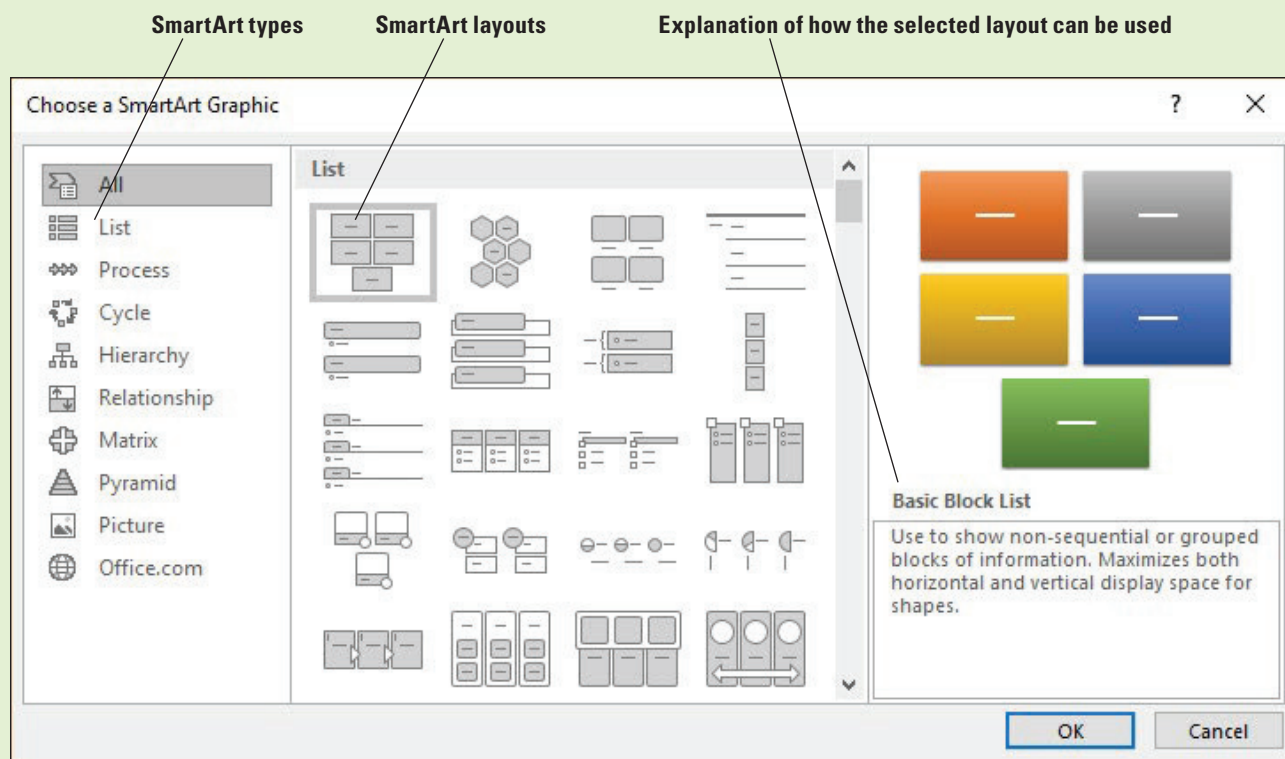 SmartArt types
SmartArt layouts
Explanation of how the selected layout can be used
Choose a SmartArt Graphic
?
All
List
Process
Cycle
Hierarchy
Relationship
Matrix
Pyramid
Picture
Office.com
List
Basic Block List
Use to show non-sequential or grouped
blocks of information. Maximizes both
horizontal and vertical display space for
shapes.
OK
Cancel